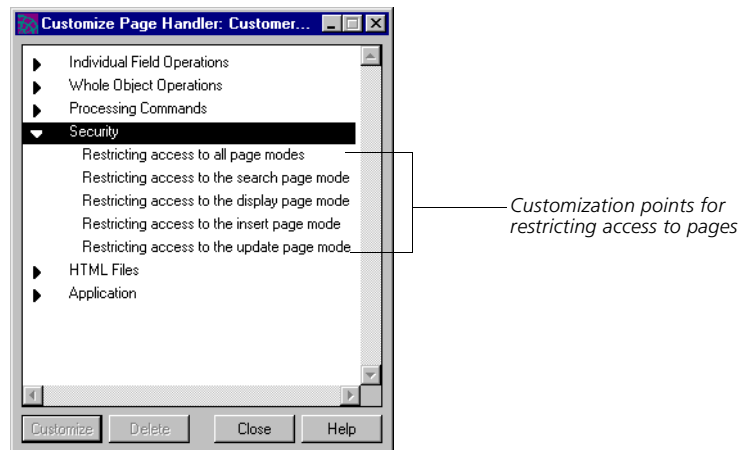 Customize Page Handler: Customer...
Individual Field Operations
Whole Object Operations
Processing Commands
Security
Restricting access to all page modes
Restricting access to the search page mode
Restricting access to the display page mode
Restricting access to the insert page mode
Restricting access to the update page mode
HTML Files
Application
Customization points for
restricting access to pages
Customize Delete Close Help